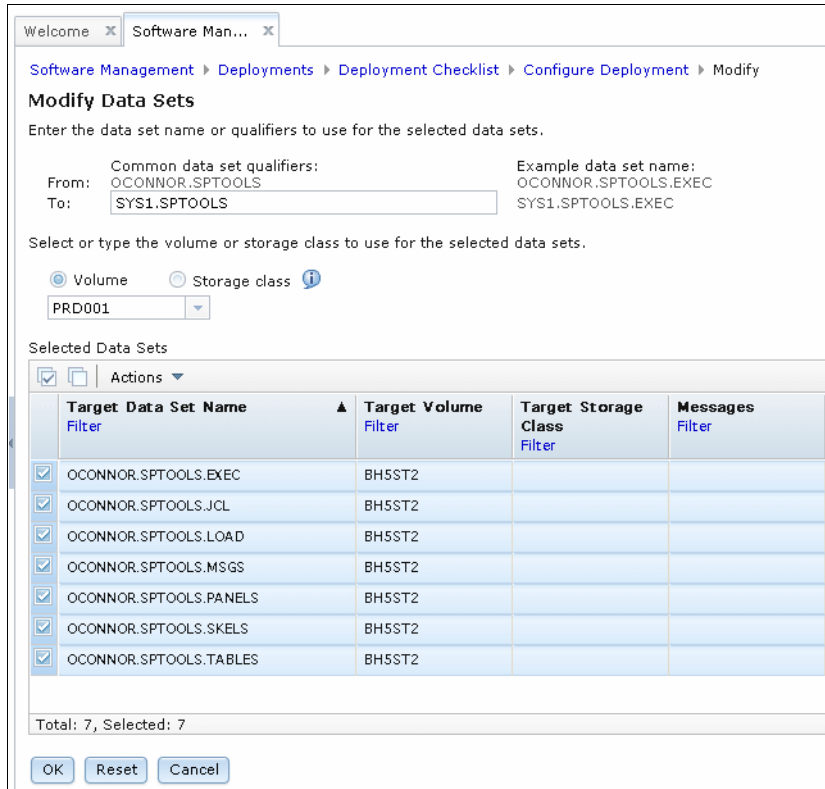 Welcome x Software Man... x
Software Management ▸ Deployments ▸ Deployment Checklist ▸ Configure Deployment ▸ Modify
Modify Data Sets
Enter the data set name or qualifiers to use for the selected data sets.
Common data set qualifiers: Example data set name:
From: OCONNOR.SPTOOLS OCONNOR.SPTOOLS.EXEC
To: SYS1.SPTOOLS SYS1.SPTOOLS.EXEC
Select or type the volume or storage class to use for the selected data sets.
Volume Storage class i
PRD001
Selected Data Sets
Actions
Target Data Set Name Target Volume Target Storage Messages
Filter Filter Class Filter
Filter
OCONNOR.SPTOOLS.EXEC BH5ST2
OCONNOR.SPTOOLS.JCL BH5ST2
OCONNOR.SPTOOLS.LOAD BH5ST2
OCONNOR.SPTOOLS.MSGS BH5ST2
OCONNOR.SPTOOLS.PANELS BH5ST2
OCONNOR.SPTOOLS.SKELS BH5ST2
OCONNOR.SPTOOLS.TABLES BH5ST2
Total: 7, Selected: 7
OK Reset Cancel